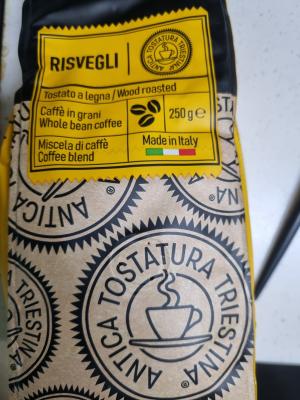 RISVEGLI
ANTICA TOSTATURA TRIESTINA®
Tostato a legna / Wood roasted
Caffè in grani
Whole bean coffee
250 g ℮
Miscela di caffè
Coffee blend
Made in Italy
TOSTATURA
ANTICA
TRIESTINA
ANTICA TOSTATURA TRIESTINA®